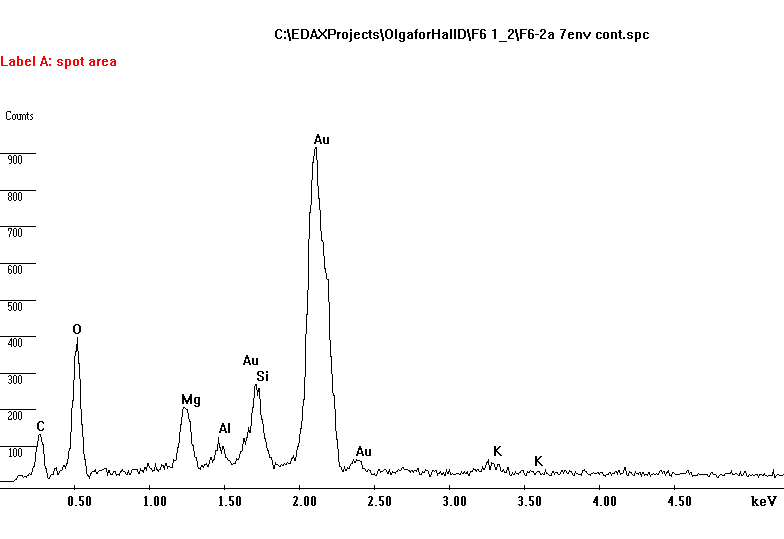 C:\EDAXProjects\OlgaforHallD\F6 1_2\F6-2a 7env cont.spc
Label A: spot area
Counts
Au
900
800
700
600
500
O
400
Au
Si
300
Mg
200
C
Al
100
Au
K
K
0.50 1.00 1.50 2.00 2.50 3.00 3.50 4.00 4.50 keV